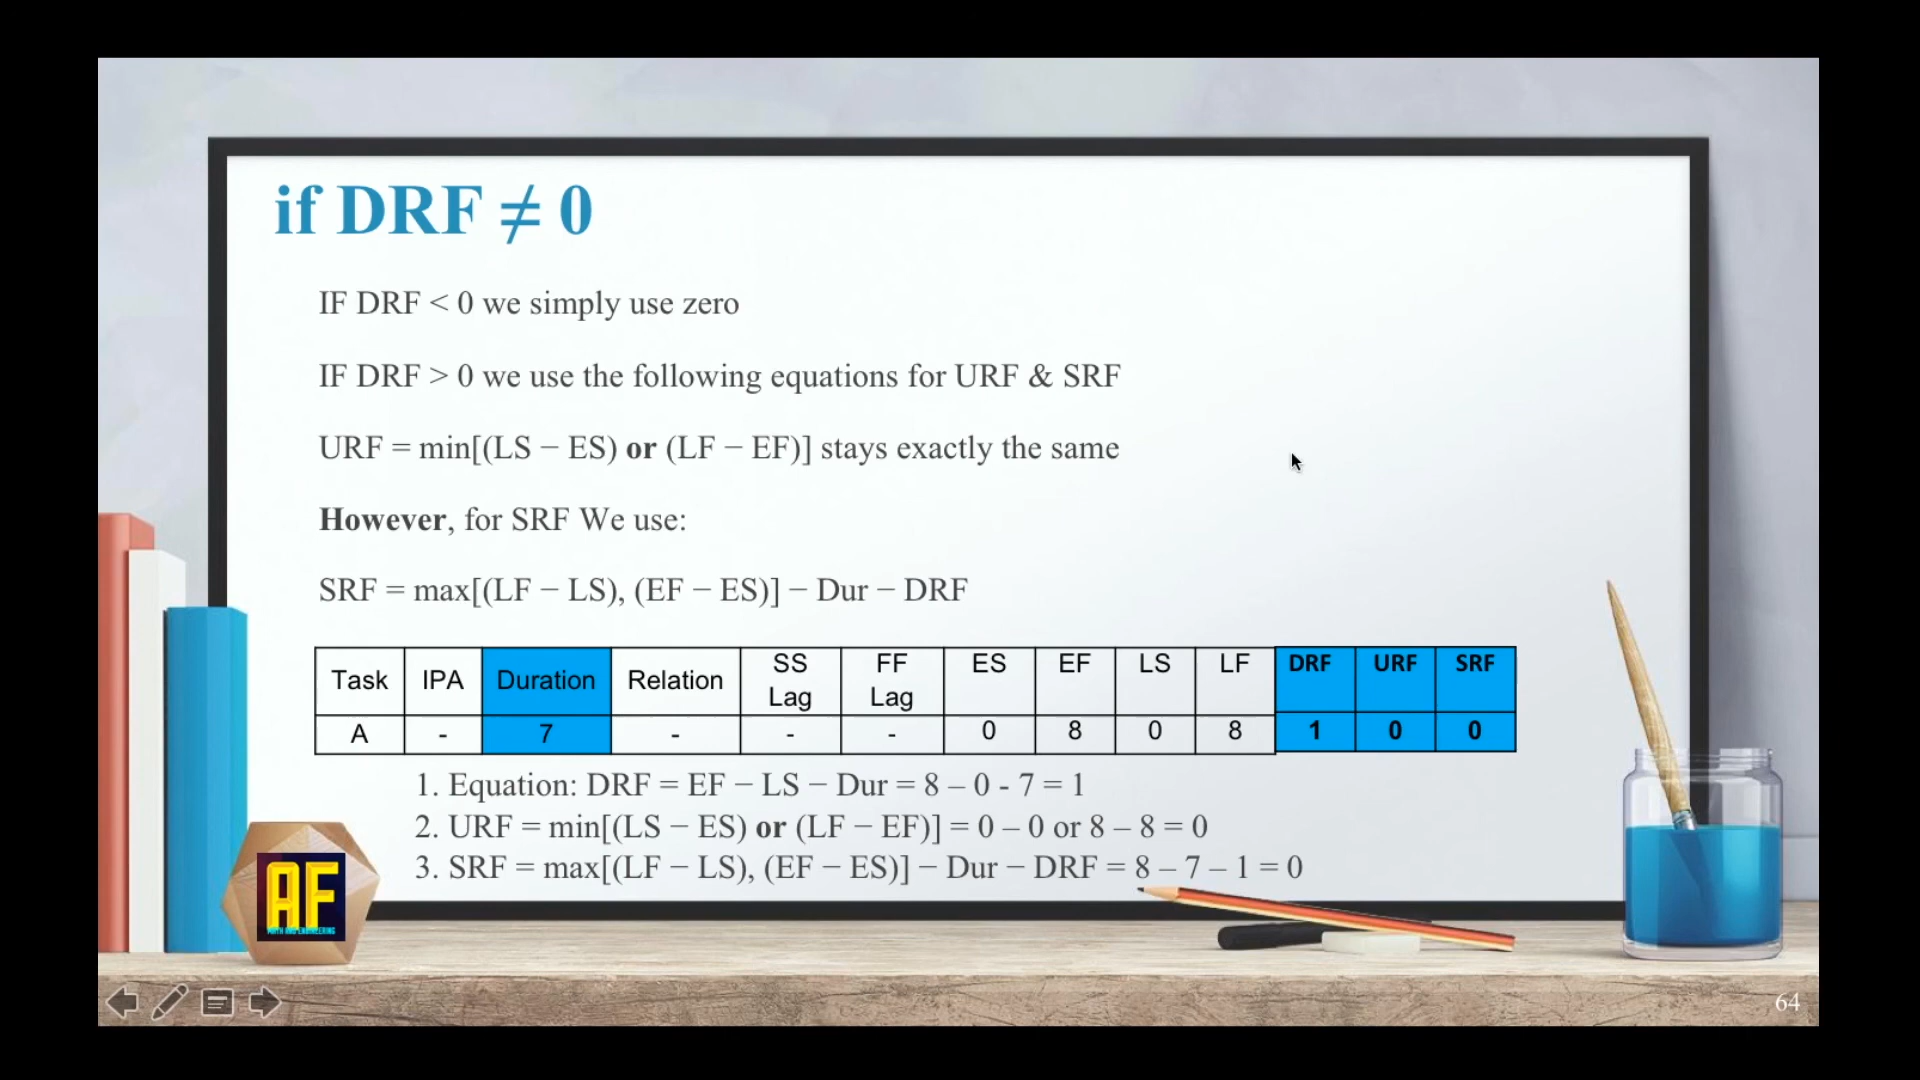 if DRF ≠ 0
IF DRF < 0 we simply use zero
IF DRF > 0 we use the following equations for URF & SRF
URF = min[(LS − ES) or (LF − EF)] stays exactly the same
However, for SRF We use:
SRF = max[(LF − LS), (EF − ES)] − Dur − DRF
Task IPA Duration Relation SS Lag FF Lag ES EF LS LF DRF URF SRF
A - 7 - - - 0 8 0 8 1 0 0
1. Equation: DRF = EF − LS − Dur = 8 – 0 - 7 = 1
2. URF = min[(LS − ES) or (LF − EF)] = 0 – 0 or 8 – 8 = 0
3. SRF = max[(LF − LS), (EF − ES)] − Dur − DRF = 8 – 7 – 1 = 0
AF
64